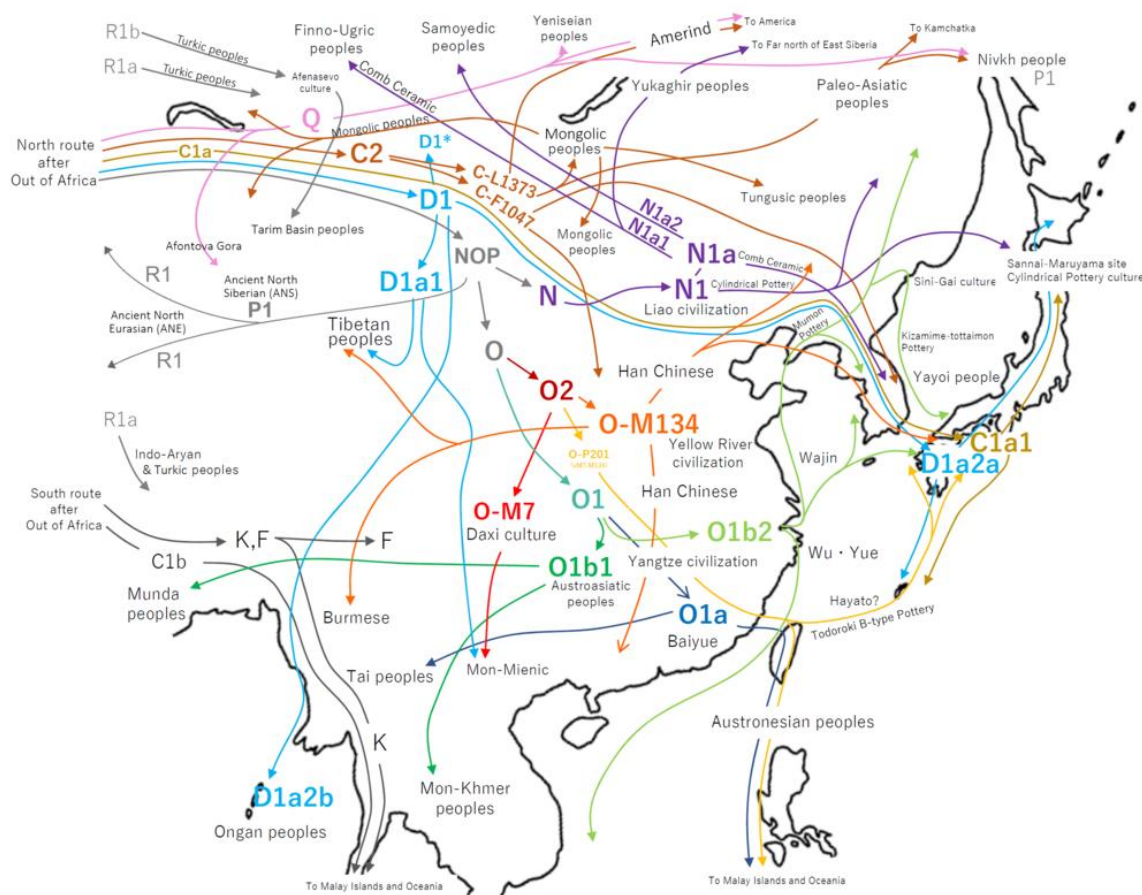 R1b
R1a
Turkic peoples
Turkic peoples
Finno-Ugric
peoples
Samoyedic
peoples
Yeniseian
peoples
Amerind
To America
To Far north of East Siberia
To Kamchatka
Nivkh people
P1
Afenasevo
culture
Comb Ceramic
Yukaghir peoples
Paleo-Asiatic
peoples
Q
Mongolic peoples
North route
after
Out of Africa
C1a
C2
D1*
D1
C-L1373
C-F1047
Mongolic
peoples
Tungusic peoples
Mongolic
peoples
N1a2
N1a1
N1a
Comb Ceramic
N1
Cylindrical Pottery
Liao civilization
Tarim Basin peoples
Afontova Gora
R1
Ancient North
Siberian (ANS)
P1
Ancient North
Eurasian (ANE)
R1
NOP
N
D1a1
Sannai-Maruyama site
Cylindrical Pottery culture
Sini-Gai culture
Mumon
Pottery
Kizamime-tottaimon
Pottery
Yayoi people
Tibetan
peoples
O
O2
Han Chinese
O-M134
O-P201
Yellow River
civilization
Wajin
C1a1
D1a2a
R1a
Indo-Aryan
& Turkic peoples
O1
Han Chinese
O-M7
Daxi culture
O1b2
South route
after
Out of Africa
K,F
F
C1b
Wu・Yue
Munda
peoples
O1b1
Austroasiatic
peoples
Yangtze civilization
Burmese
O1a
Baiyue
Hayato?
Todoroki B-type Pottery
Tai peoples
Mon-Mienic
K
Austronesian peoples
D1a2b
Ongan peoples
Mon-Khmer
peoples
To Malay Islands and Oceania
To Malay Islands and Oceania